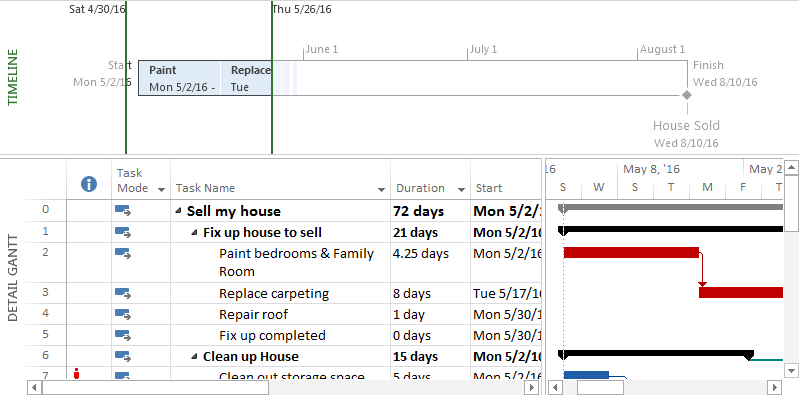 Sat 4/30/16 Thu 5/26/16
TIMELINE
June 1 July 1 August 1
Start Paint Replace Finish
Mon 5/2/16 Mon 5/2/16 - Tue Wed 8/10/16
House Sold
Wed 8/10/16
DETAIL GANTT
Task Mode Task Name Duration Start
16 May 8, '16 May 2
S W S T M F T
0 Sell my house 72 days Mon 5/2/
1 Fix up house to sell 21 days Mon 5/2/16
2 Paint bedrooms & Family Room 4.25 days Mon 5/2/16
3 Replace carpeting 8 days Tue 5/17/16
4 Repair roof 1 day Mon 5/30/1
5 Fix up completed 0 days Mon 5/30/1
6 Clean up House 15 days Mon 5/2/16
7 Clean out storage space 5 days Mon 5/2/16